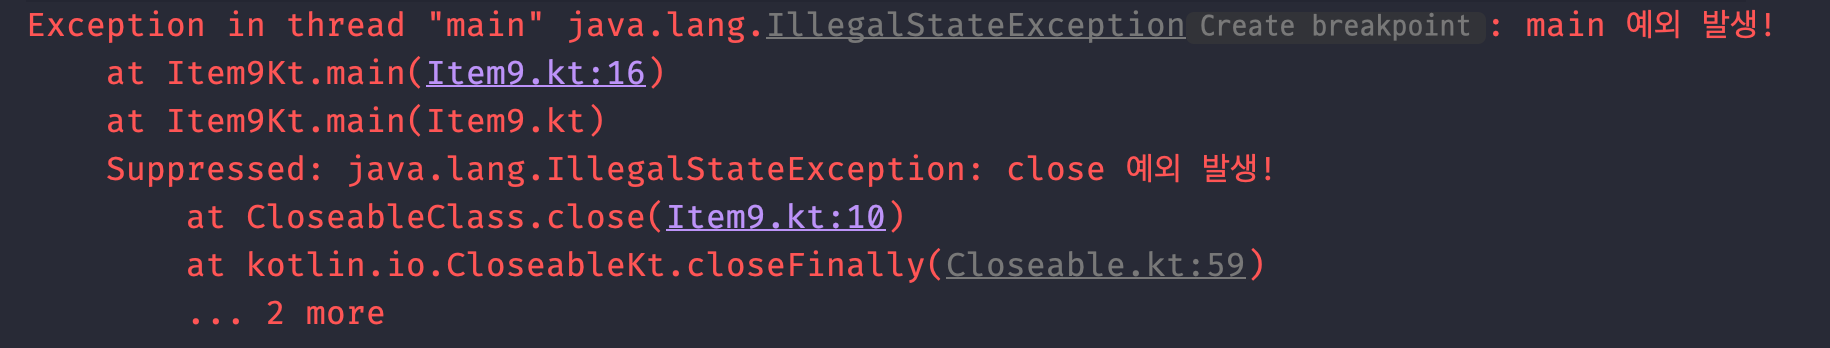 Exception in thread "main" java.lang.IllegalStateException Create breakpoint : main 예외 발생!
at Item9Kt.main(Item9.kt:16)
at Item9Kt.main(Item9.kt)
Suppressed: java.lang.IllegalStateException: close 예외 발생!
at CloseableClass.close(Item9.kt:10)
at kotlin.io.CloseableKt.closeFinally(Closeable.kt:59)
... 2 more